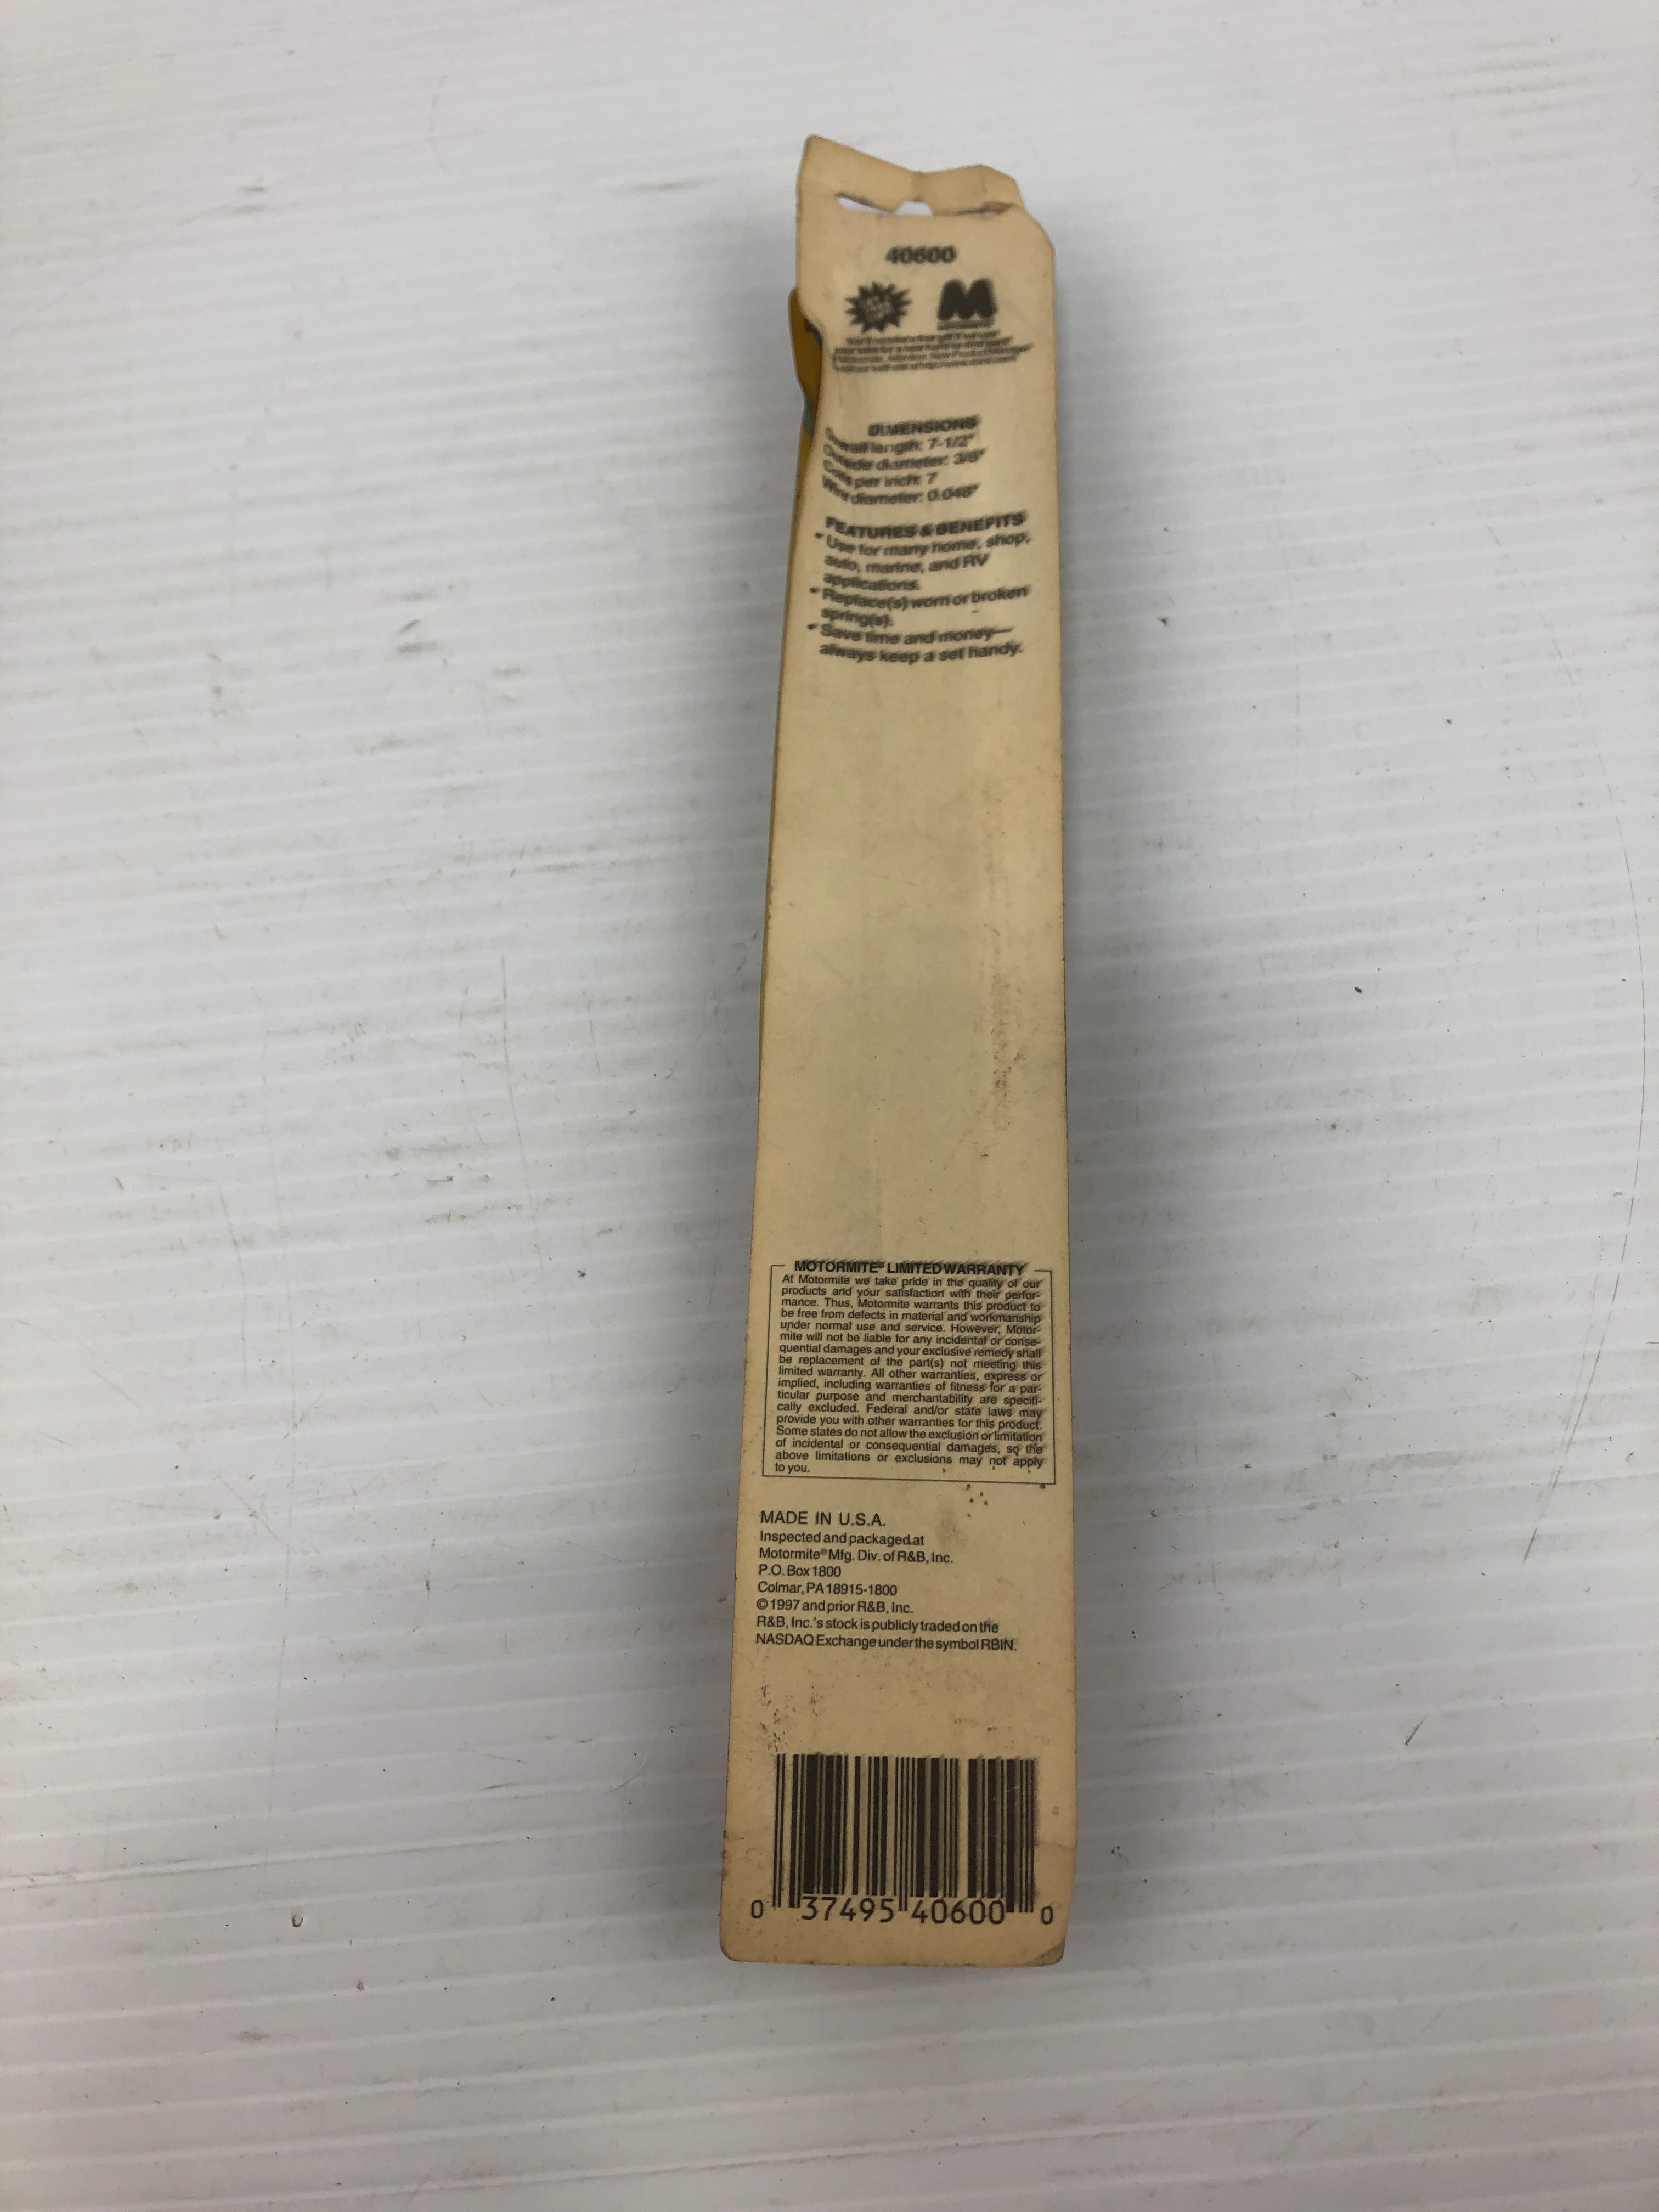 40600
M
DIMENSIONS
Overall length: 7-1/2"
Outside diameter: 3/8"
Coils per inch: 7
Wire diameter: 0.048"
FEATURES & BENEFITS
• Use for many home, shop,
auto, marine, and RV
applications.
• Replace(s) worn or broken
spring(s).
• Save time and money—
always keep a set handy.
MOTORMITE® LIMITED WARRANTY
At Motormite we take pride in the quality of our
products and your satisfaction with their perfor-
mance. Thus, Motormite warrants this product to
be free from defects in material and workmanship
under normal use and service. However, Motor-
mite will not be liable for any incidental or conse-
quential damages and your exclusive remedy shall
be replacement of the part(s) not meeting this
limited warranty. All other warranties, express or
implied, including warranties of fitness for a par-
ticular purpose and merchantability are specifi-
cally excluded. Federal and/or state laws may
provide you with other warranties for this product.
Some states do not allow the exclusion or limitation
of incidental or consequential damages, so the
above limitations or exclusions may not apply
to you.
MADE IN U.S.A.
Inspected and packaged at
Motormite® Mfg. Div. of R&B, Inc.
P.O. Box 1800
Colmar, PA 18915-1800
© 1997 and prior R&B, Inc.
R&B, Inc.'s stock is publicly traded on the
NASDAQ Exchange under the symbol RBIN.
0 37495 40600 0